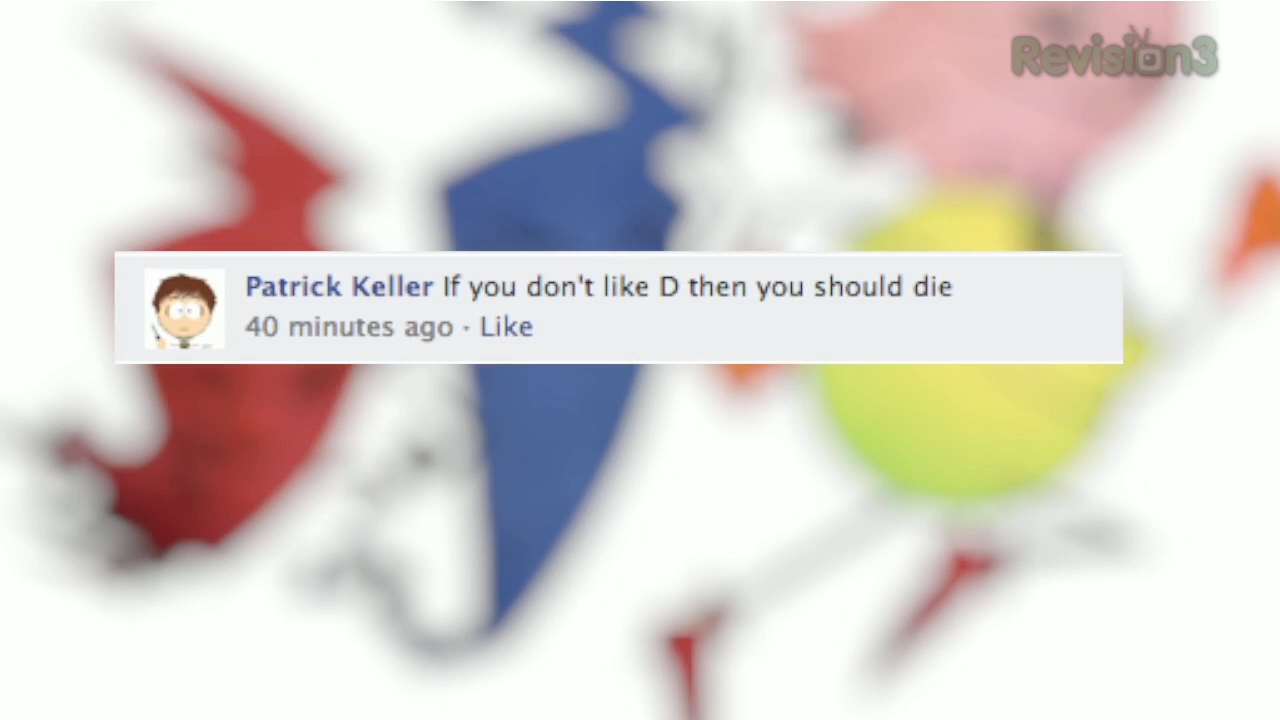 Revision3
Patrick Keller If you don't like D then you should die
40 minutes ago · Like